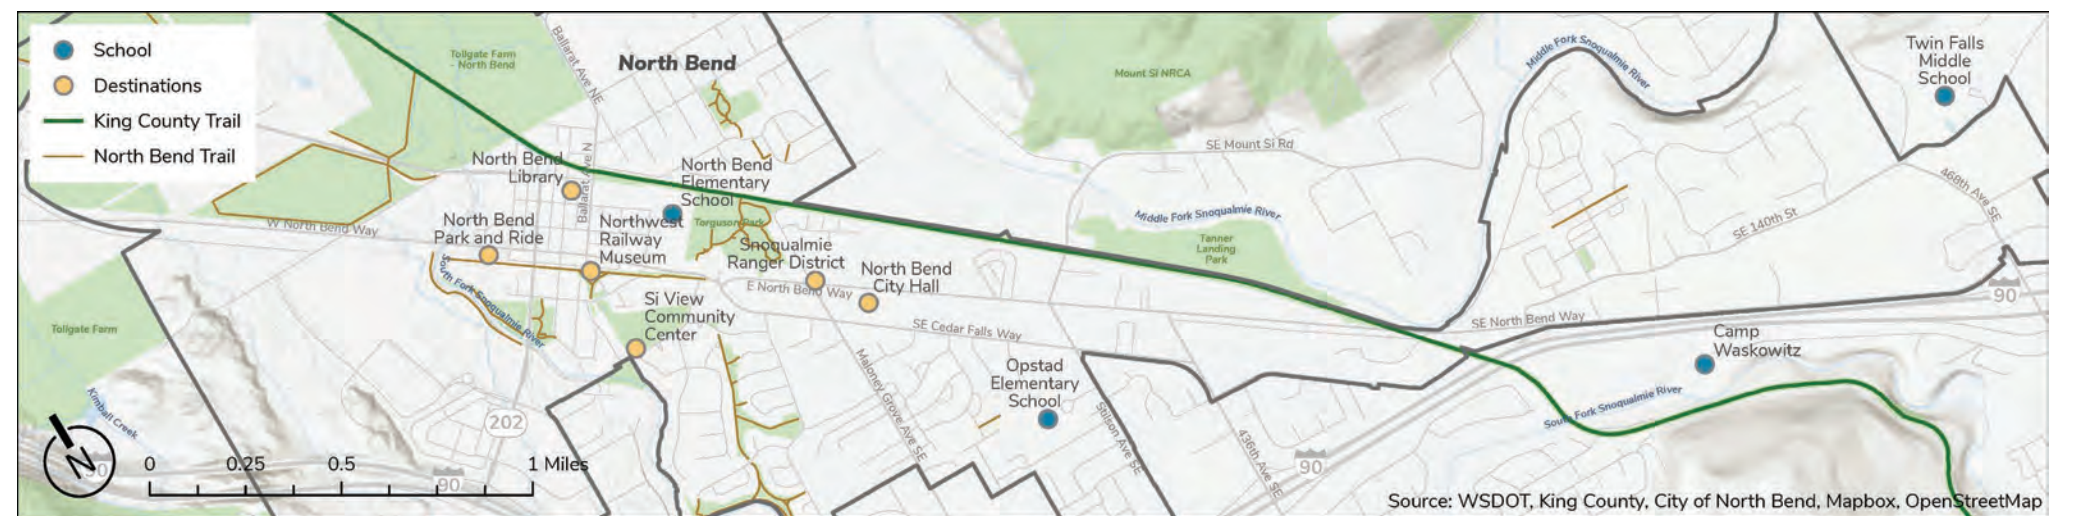 School
Destinations
King County Trail
North Bend Trail
Tollgate Farm
- North Bend
Ballarat Ave NE
North Bend
Mount Si NRCA
Middle Fork Snoqualmie River
Twin Falls
Middle
School
North Bend
Library
Ballarat Ave N
North Bend
Elementary
School
SE Mount Si Rd
468th Ave SE
W North Bend Way
North Bend
Park and Ride
Northwest
Railway
Museum
Torguson Park
Snoqualmie
Ranger District
North Bend
City Hall
Middle Fork Snoqualmie River
Tanner
Landing
Park
SE 140th St
South Fork Snoqualmie River
E North Bend Way
Si View
Community
Center
SE Cedar Falls Way
SE North Bend Way
90
Tollgate Farm
Camp
Waskowitz
Opstad
Elementary
School
Maloney Grove Ave SE
Stilson Ave SE
436th Ave SE
South Fork Snoqualmie River
Kimball Creek
202
N
90
90
90
0
0.25
0.5
1 Miles
Source: WSDOT, King County, City of North Bend, Mapbox, OpenStreetMap